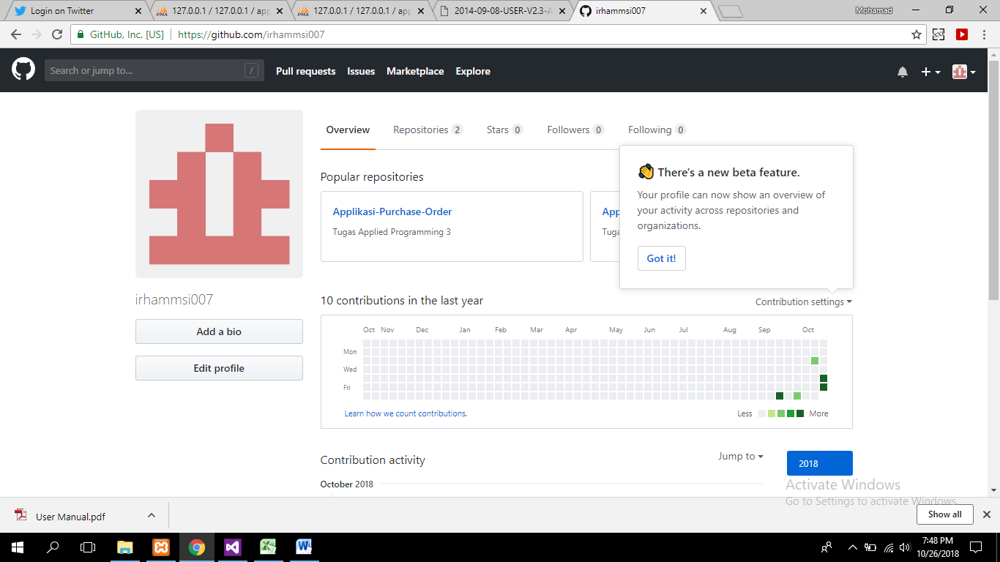 Login on Twitter
127.0.0.1 / 127.0.0.1 / app
127.0.0.1 / 127.0.0.1 / app
2014-09-08-USER-V2.3-A
irhammsi007
Mohamad
GitHub, Inc. [US]
https://github.com/irhammsi007
Search or jump to...
/
Pull requests
Issues
Marketplace
Explore
Overview
Repositories 2
Stars 0
Followers 0
Following 0
Popular repositories
Applikasi-Purchase-Order
Tugas Applied Programming 3
App
Tuga
👋 There's a new beta feature.
Your profile can now show an overview of
your activity across repositories and
organizations.
Got it!
irhammsi007
Add a bio
Edit profile
10 contributions in the last year
Contribution settings
Oct Nov Dec Jan Feb Mar Apr May Jun Jul Aug Sep Oct
Mon
Wed
Fri
Learn how we count contributions.
Less
More
Contribution activity
Jump to
2018
October 2018
Activate Windows
Go to Settings to activate Windows.
User Manual.pdf
Show all
7:48 PM
10/26/2018